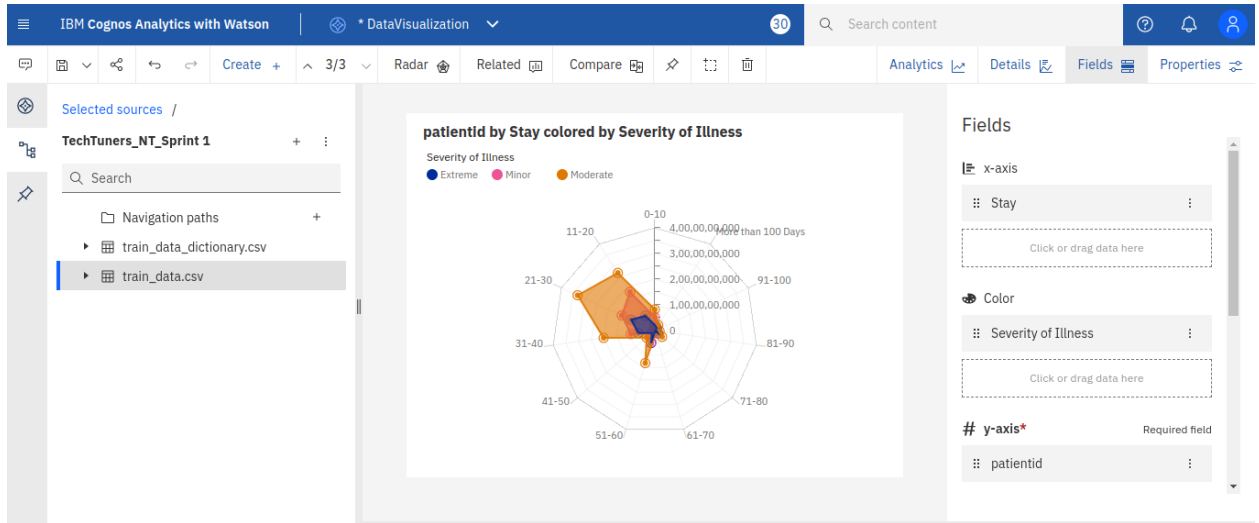 IBM Cognos Analytics with Watson
* DataVisualization
30
Search content
Create +
3/3
Radar
Related
Compare
Analytics
Details
Fields
Properties
Selected sources /
TechTuners_NT_Sprint 1
Search
Navigation paths
train_data_dictionary.csv
train_data.csv
patientid by Stay colored by Severity of Illness
Severity of Illness
Extreme
Minor
Moderate
0-10
More than 100 Days
91-100
81-90
71-80
61-70
51-60
41-50
31-40
21-30
11-20
4,00,00,00,000
3,00,00,00,000
2,00,00,00,000
1,00,00,00,000
0
Fields
x-axis
Stay
Click or drag data here
Color
Severity of Illness
Click or drag data here
# y-axis*
Required field
patientid